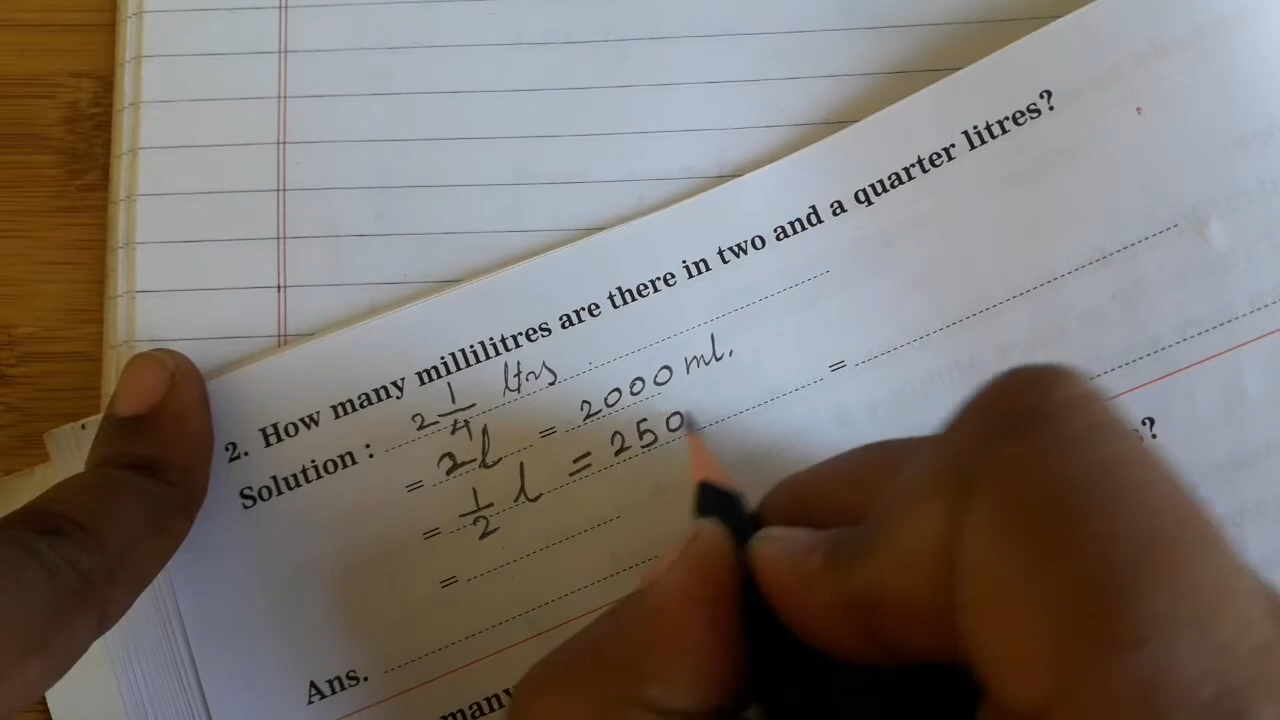 2. How many millilitres are there in two and a quarter litres?
Solution : 2 1/4 ltrs
= 2l = 2000 ml. =
= 1/2 l = 250
=
Ans.
many
s?